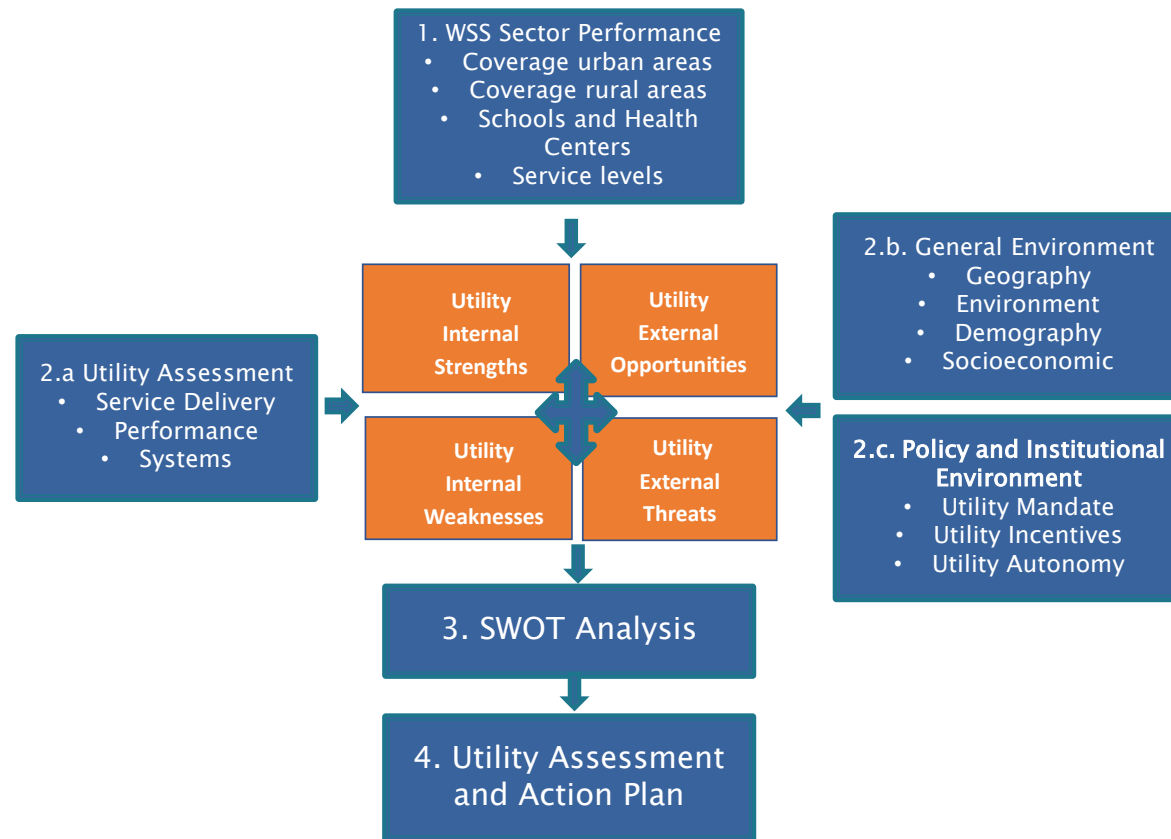 1. WSS Sector Performance
• Coverage urban areas
• Coverage rural areas
• Schools and Health
Centers
• Service levels
2.b. General Environment
• Geography
• Environment
• Demography
• Socioeconomic
Utility
Internal
Strengths
Utility
External
Opportunities
2.a Utility Assessment
• Service Delivery
• Performance
• Systems
Utility
Internal
Weaknesses
Utility
External
Threats
2.c. Policy and Institutional
Environment
• Utility Mandate
• Utility Incentives
• Utility Autonomy
3. SWOT Analysis
4. Utility Assessment
and Action Plan